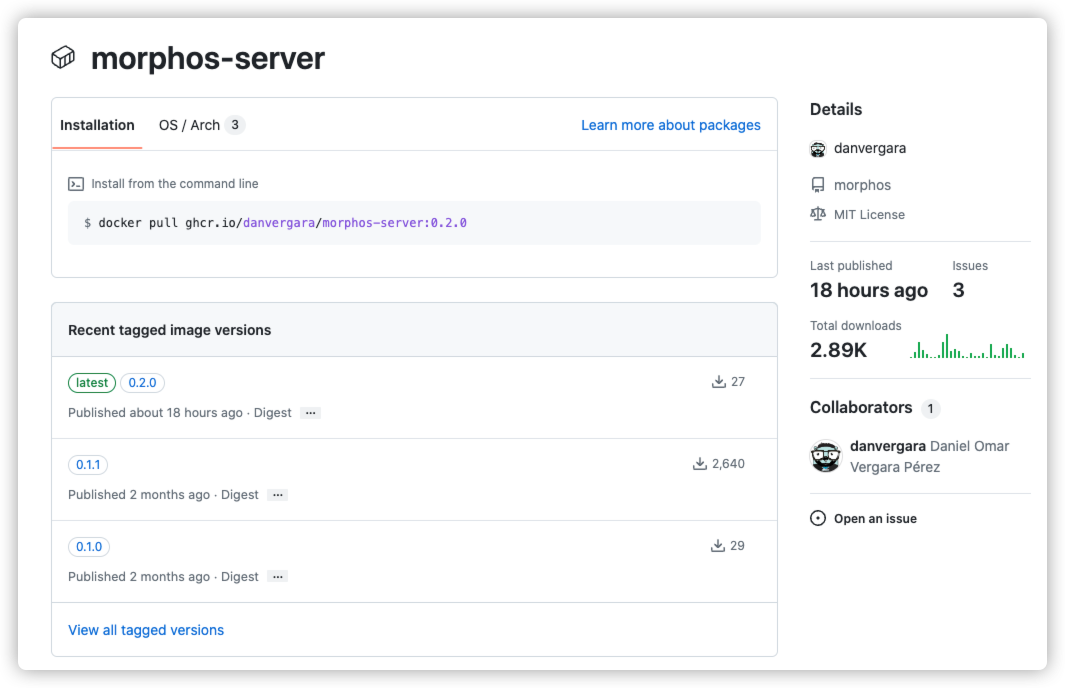 morphos-server
Installation
OS / Arch 3
Learn more about packages
Install from the command line
$ docker pull ghcr.io/danvergara/morphos-server:0.2.0
Recent tagged image versions
latest 0.2.0
27
Published about 18 hours ago · Digest ...
0.1.1
2,640
Published 2 months ago · Digest ...
0.1.0
29
Published 2 months ago · Digest ...
View all tagged versions
Details
danvergara
morphos
MIT License
Last published
18 hours ago
Issues
3
Total downloads
2.89K
Collaborators 1
danvergara Daniel Omar
Vergara Pérez
Open an issue